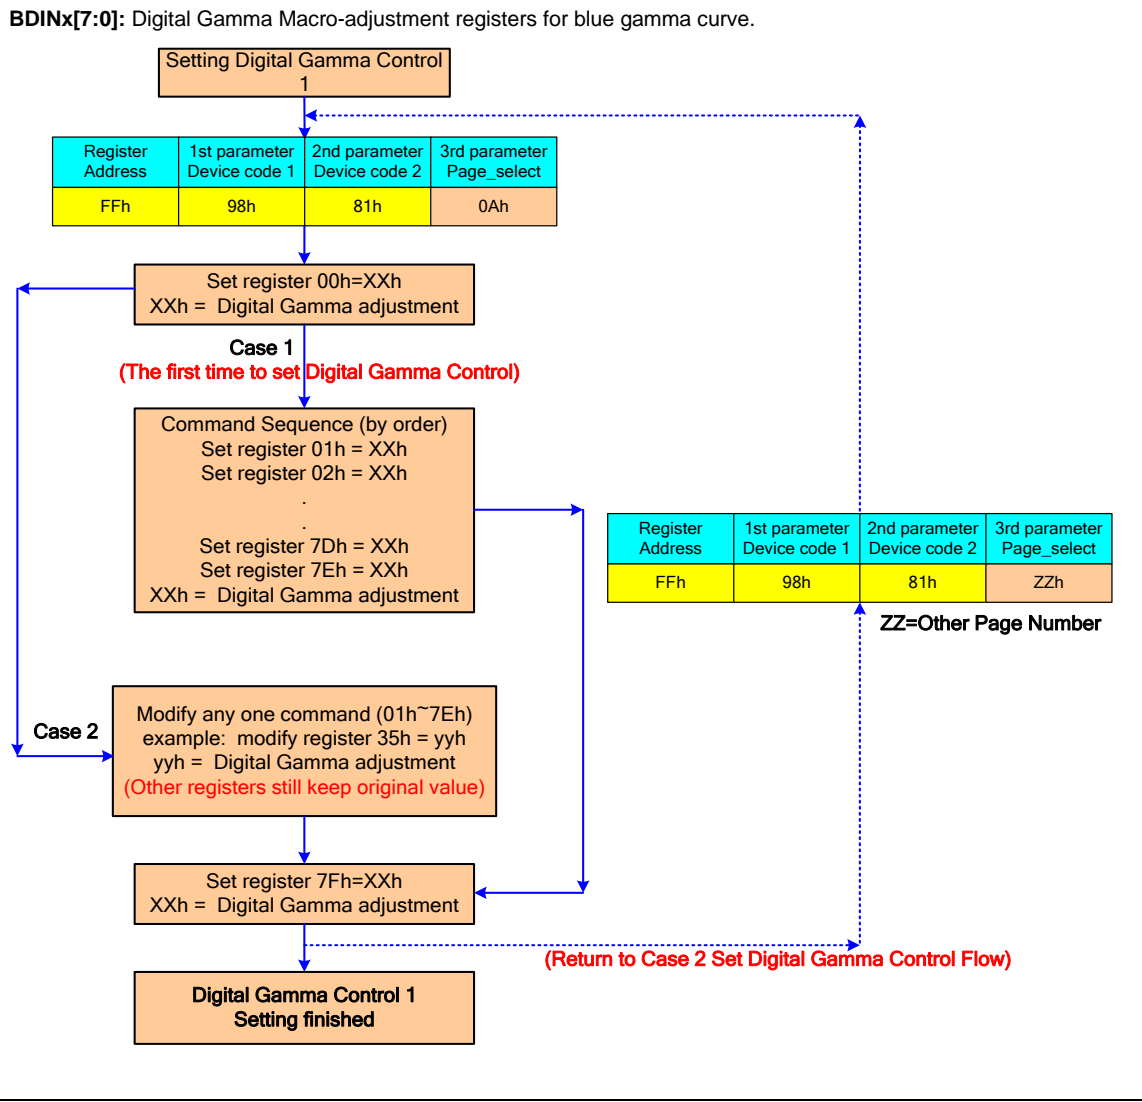 BDINx[7:0]: Digital Gamma Macro-adjustment registers for blue gamma curve.
Setting Digital Gamma Control
1
Register Address
1st parameter Device code 1
2nd parameter Device code 2
3rd parameter Page_select
FFh
98h
81h
0Ah
Set register 00h=XXh
XXh = Digital Gamma adjustment
Case 1
(The first time to set Digital Gamma Control)
Command Sequence (by order)
Set register 01h = XXh
Set register 02h = XXh
.
.
Set register 7Dh = XXh
Set register 7Eh = XXh
XXh = Digital Gamma adjustment
Register Address
1st parameter Device code 1
2nd parameter Device code 2
3rd parameter Page_select
FFh
98h
81h
ZZh
ZZ=Other Page Number
Case 2
Modify any one command (01h~7Eh)
example: modify register 35h = yyh
yyh = Digital Gamma adjustment
(Other registers still keep original value)
Set register 7Fh=XXh
XXh = Digital Gamma adjustment
(Return to Case 2 Set Digital Gamma Control Flow)
Digital Gamma Control 1
Setting finished